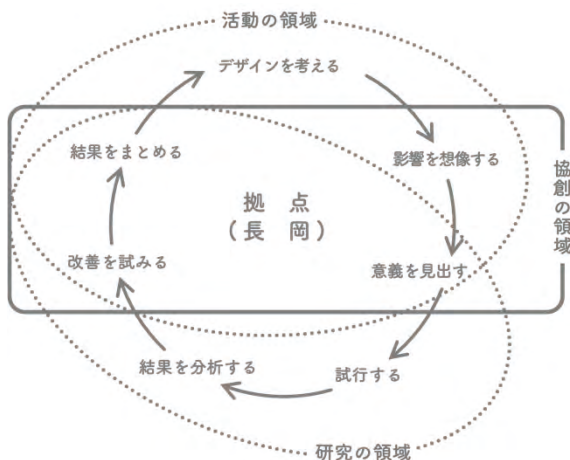 活動の領域
デザインを考える
結果をまとめる
影響を想像する
協創の領域
拠　点
（長　岡）
改善を試みる
意義を見出す
結果を分析する
試行する
研究の領域